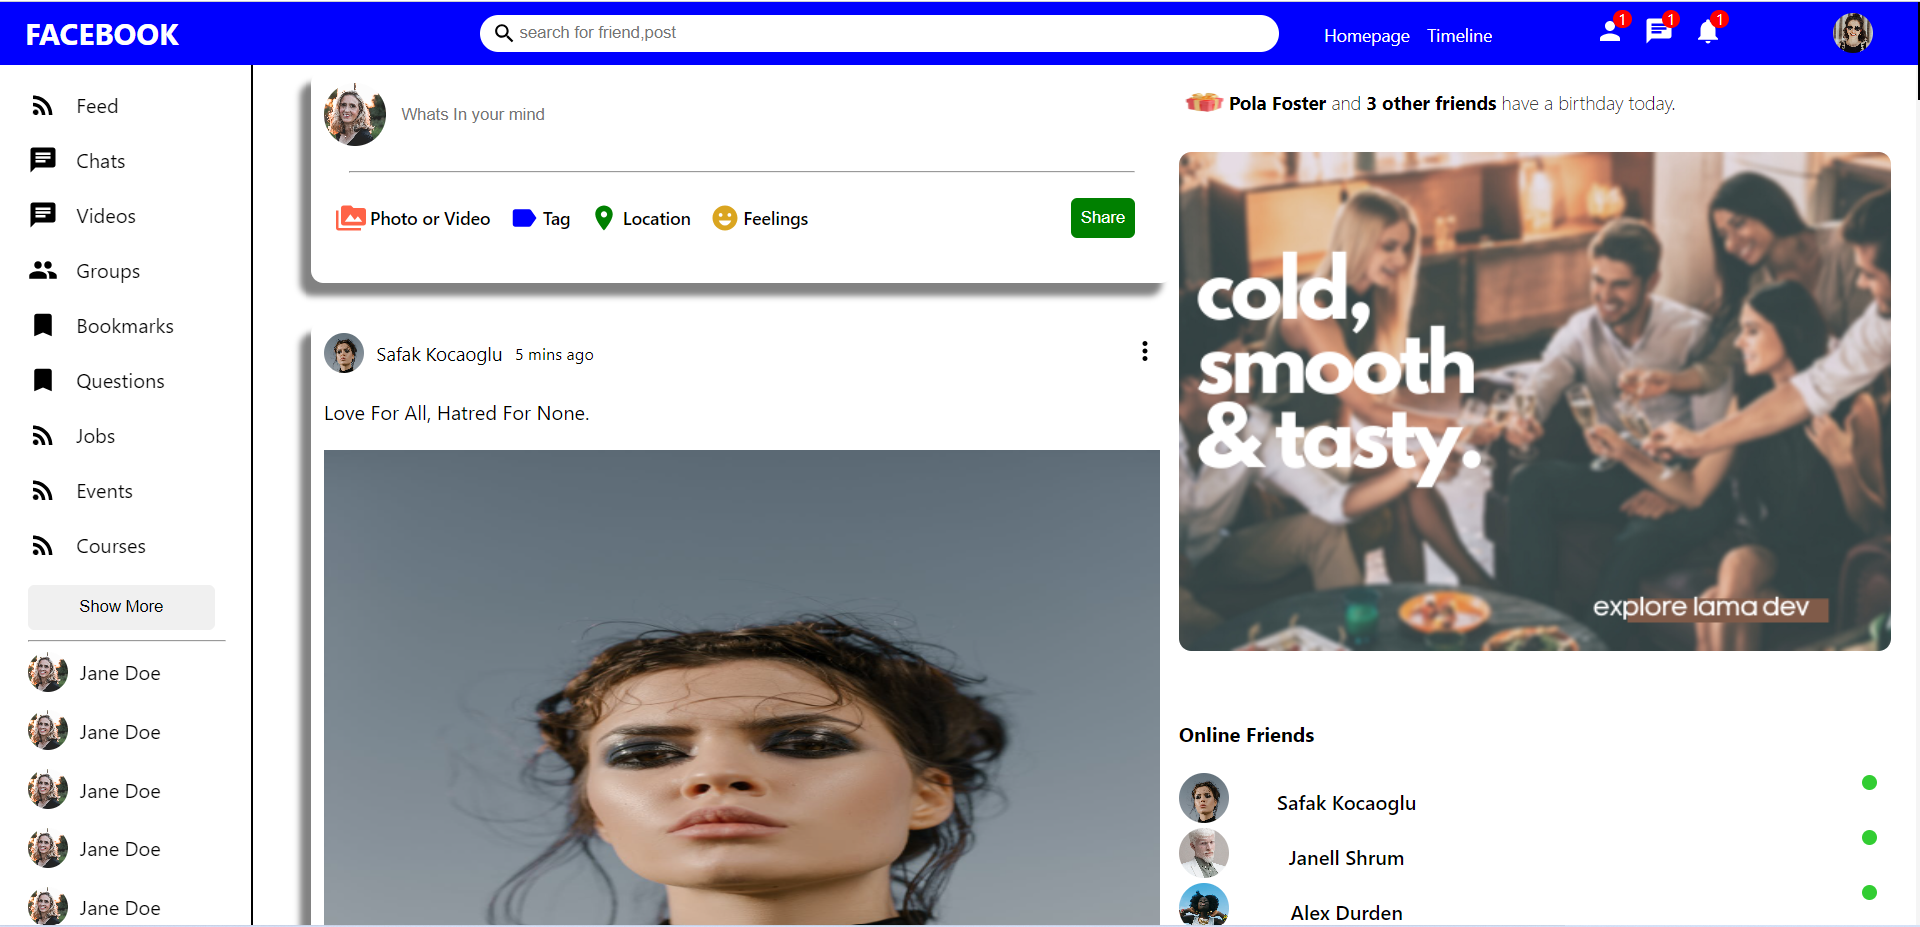 FACEBOOK
search for friend,post
Homepage Timeline
1 1 1
Feed
Chats
Videos
Groups
Bookmarks
Questions
Jobs
Events
Courses
Show More
Jane Doe
Jane Doe
Jane Doe
Jane Doe
Jane Doe
Whats In your mind
Photo or Video Tag Location Feelings Share
Safak Kocaoglu 5 mins ago
Love For All, Hatred For None.
Pola Foster and 3 other friends have a birthday today.
cold,
smooth
& tasty.
explore lama dev
Online Friends
Safak Kocaoglu
Janell Shrum
Alex Durden